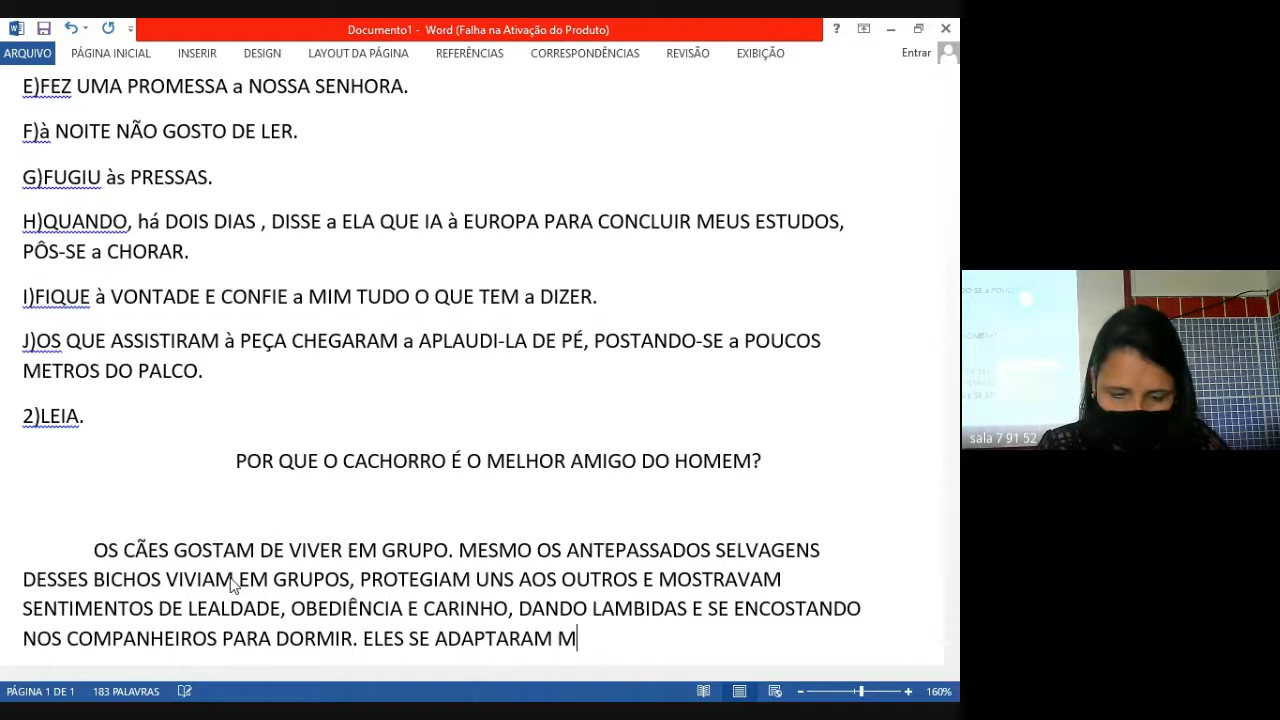 Documento1 - Word (Falha na Ativação do Produto)
?
ARQUIVO PÁGINA INICIAL INSERIR DESIGN LAYOUT DA PÁGINA REFERÊNCIAS CORRESPONDÊNCIAS REVISÃO EXIBIÇÃO Entrar
E)FEZ UMA PROMESSA a NOSSA SENHORA.
F)à NOITE NÃO GOSTO DE LER.
G)FUGIU às PRESSAS.
H)QUANDO, há DOIS DIAS , DISSE a ELA QUE IA à EUROPA PARA CONCLUIR MEUS ESTUDOS,
PÔS-SE a CHORAR.
I)FIQUE à VONTADE E CONFIE a MIM TUDO O QUE TEM a DIZER.
J)OS QUE ASSISTIRAM à PEÇA CHEGARAM a APLAUDI-LA DE PÉ, POSTANDO-SE a POUCOS
METROS DO PALCO.
2)LEIA.
POR QUE O CACHORRO É O MELHOR AMIGO DO HOMEM?
OS CÃES GOSTAM DE VIVER EM GRUPO. MESMO OS ANTEPASSADOS SELVAGENS
DESSES BICHOS VIVIAM EM GRUPOS, PROTEGIAM UNS AOS OUTROS E MOSTRAVAM
SENTIMENTOS DE LEALDADE, OBEDIÊNCIA E CARINHO, DANDO LAMBIDAS E SE ENCOSTANDO
NOS COMPANHEIROS PARA DORMIR. ELES SE ADAPTARAM M
PÁGINA 1 DE 1 183 PALAVRAS 160%
sala 7 91 52